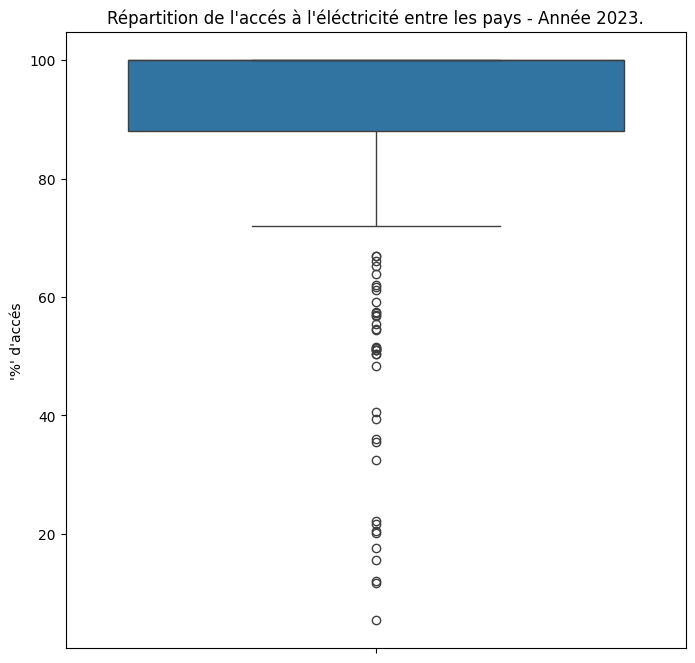 Répartition de l'accés à l'éléctricité entre les pays - Année 2023.
100
80
60
40
20
'%' d'accés